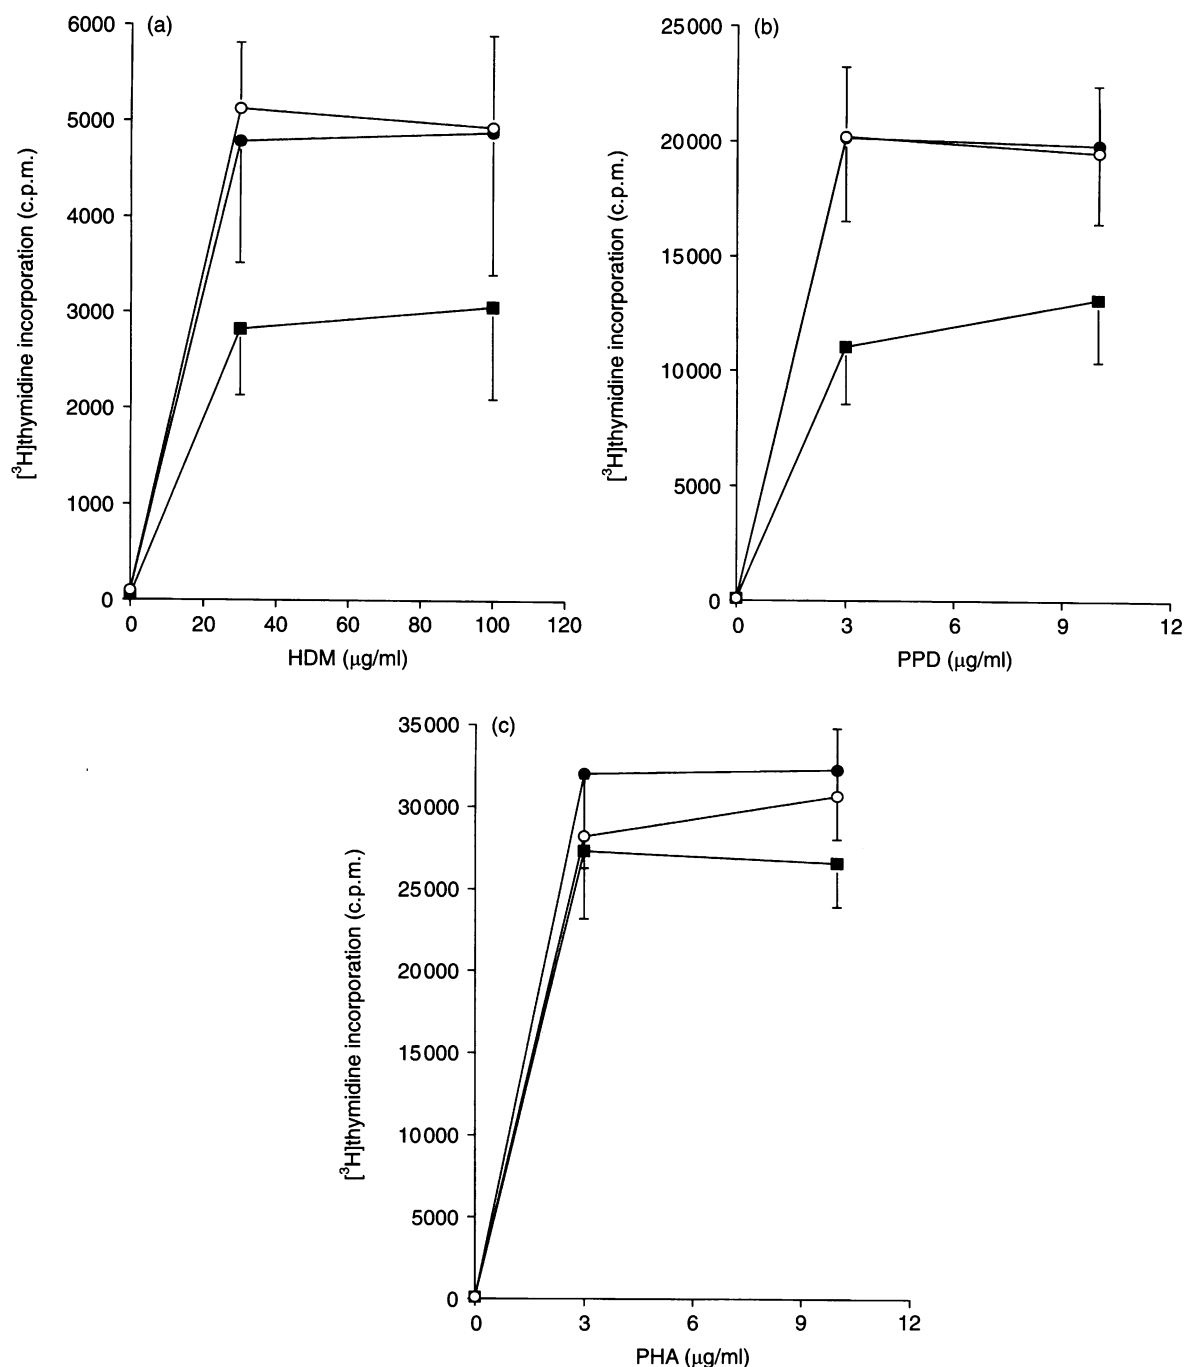 (a)
6000
5000
4000
3000
2000
1000
0
[³H]thymidine incorporation (c.p.m.)
0 20 40 60 80 100 120
HDM (μg/ml)
(b)
25000
20000
15000
10000
5000
0
[³H]thymidine incorporation (c.p.m.)
0 3 6 9 12
PPD (μg/ml)
(c)
35000
30000
25000
20000
15000
10000
5000
0
[³H]thymidine incorporation (c.p.m.)
0 3 6 9 12
PHA (μg/ml)